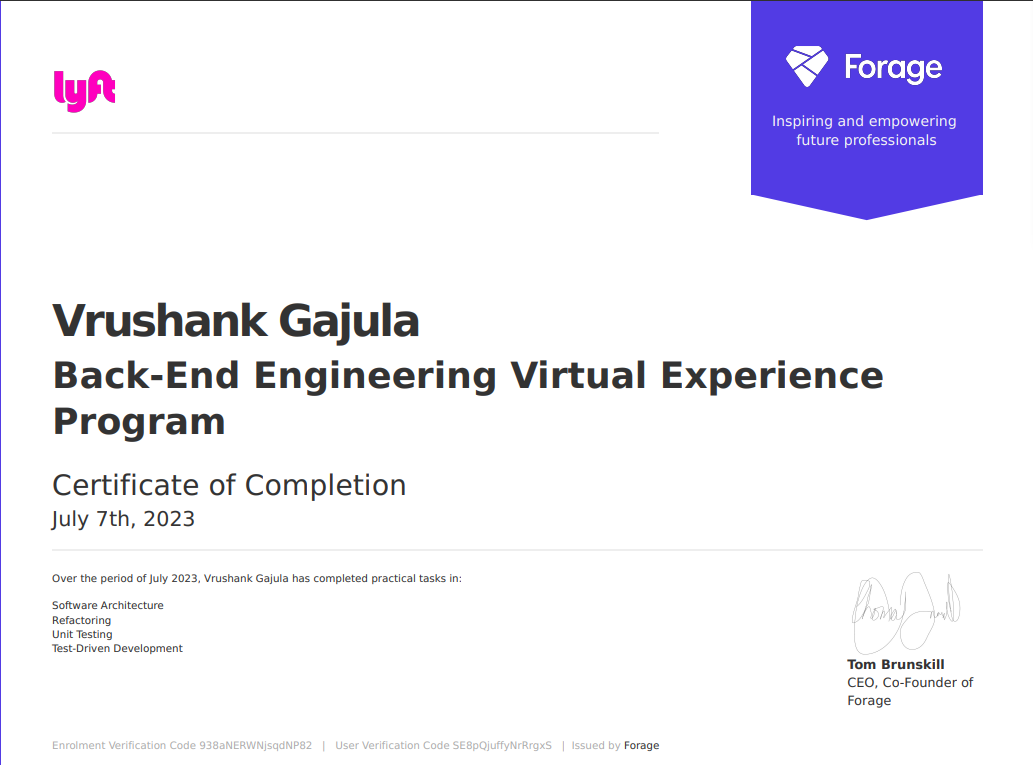 lyft
Forage
Inspiring and empowering
future professionals
Vrushank Gajula
Back-End Engineering Virtual Experience
Program
Certificate of Completion
July 7th, 2023
Over the period of July 2023, Vrushank Gajula has completed practical tasks in:
Software Architecture
Refactoring
Unit Testing
Test-Driven Development
Tom Brunskill
CEO, Co-Founder of
Forage
Enrolment Verification Code 938aNERWNjsqdNP82 | User Verification Code SE8pQjuffyNrRrgxS | Issued by Forage